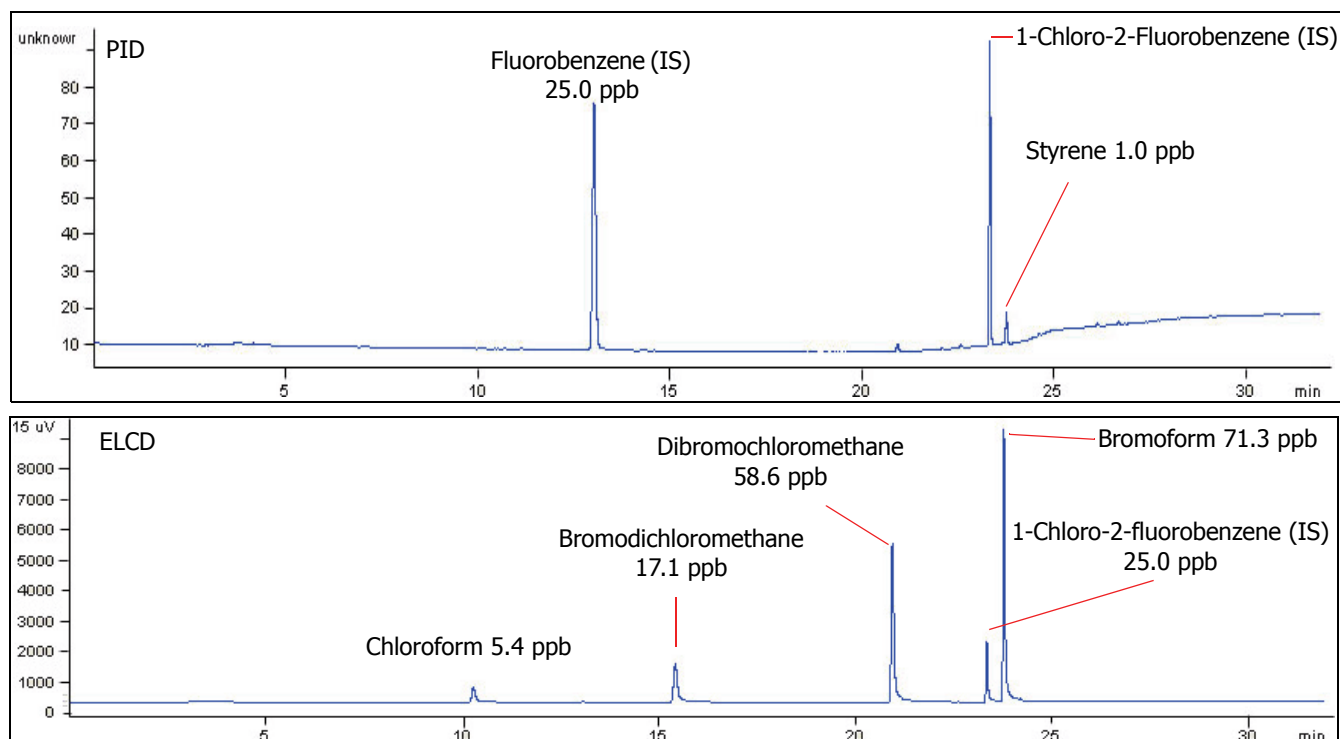 unknowr
PID
Fluorobenzene (IS)
25.0 ppb
1-Chloro-2-Fluorobenzene (IS)
Styrene 1.0 ppb
80
70
60
50
40
30
20
10
5
10
15
20
25
30
min
15 uV
ELCD
Dibromochloromethane
58.6 ppb
Bromoform 71.3 ppb
Bromodichloromethane
17.1 ppb
1-Chloro-2-fluorobenzene (IS)
25.0 ppb
Chloroform 5.4 ppb
8000
7000
6000
5000
4000
3000
2000
1000
0
5
10
15
20
25
30
min